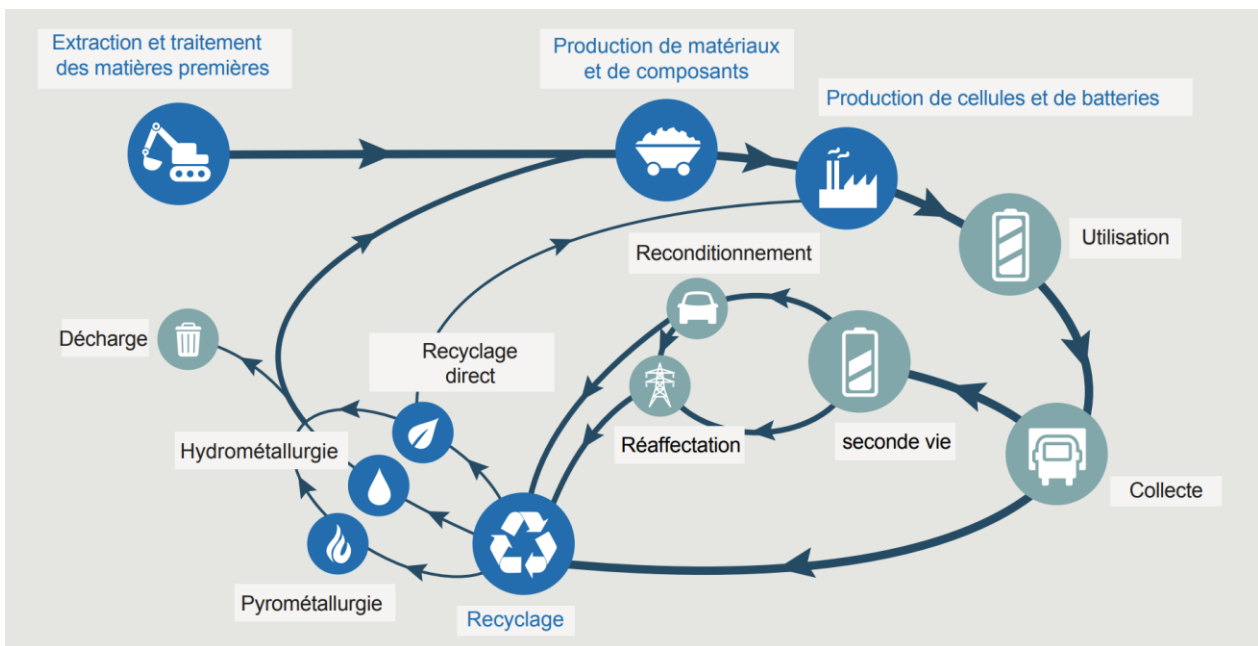 Extraction et traitement
des matières premières
Production de matériaux
et de composants
Production de cellules et de batteries
Utilisation
Reconditionnement
Décharge
Recyclage
direct
Hydrométallurgie
Réaffectation
seconde vie
Collecte
Pyrométallurgie
Recyclage